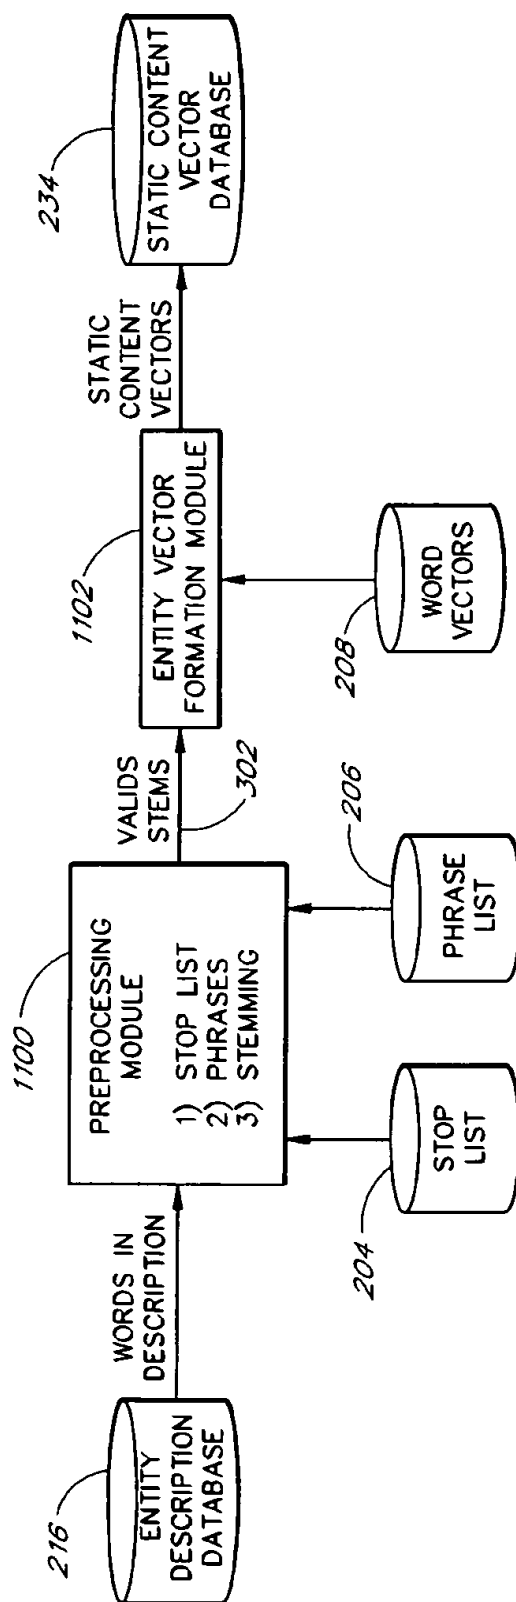 216
ENTITY
DESCRIPTION
DATABASE
WORDS IN
DESCRIPTION
1100
PREPROCESSING
MODULE
1) STOP LIST
2) PHRASES
3) STEMMING
204
STOP
LIST
206
PHRASE
LIST
VALIDS
STEMS
302
1102
ENTITY VECTOR
FORMATION MODULE
208
WORD
VECTORS
STATIC
CONTENT
VECTORS
234
STATIC CONTENT
VECTOR
DATABASE